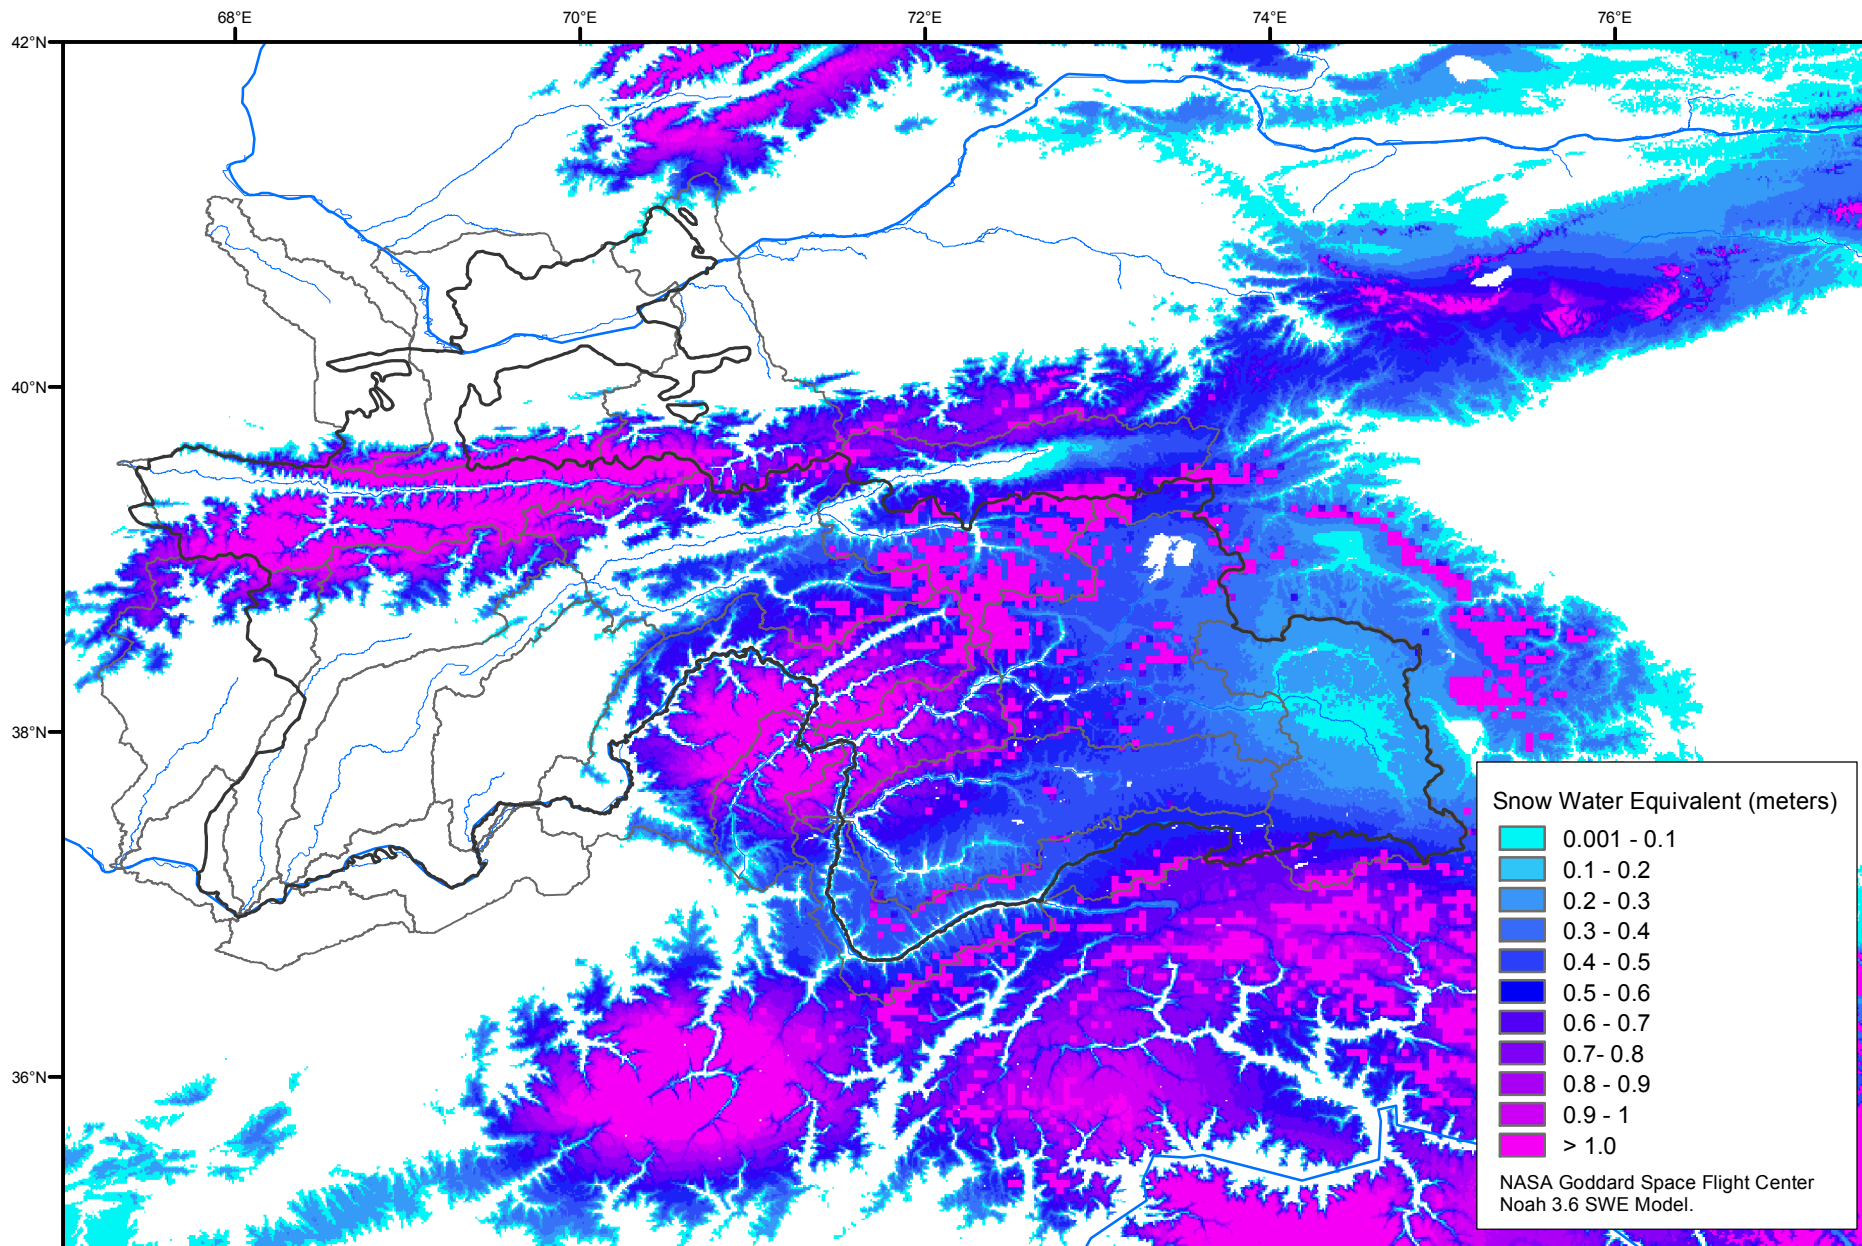 68°E 70°E 72°E 74°E 76°E
42°N
40°N
38°N
36°N
Snow Water Equivalent (meters)
0.001 - 0.1
0.1 - 0.2
0.2 - 0.3
0.3 - 0.4
0.4 - 0.5
0.5 - 0.6
0.6 - 0.7
0.7- 0.8
0.8 - 0.9
0.9 - 1
> 1.0
NASA Goddard Space Flight Center
Noah 3.6 SWE Model.